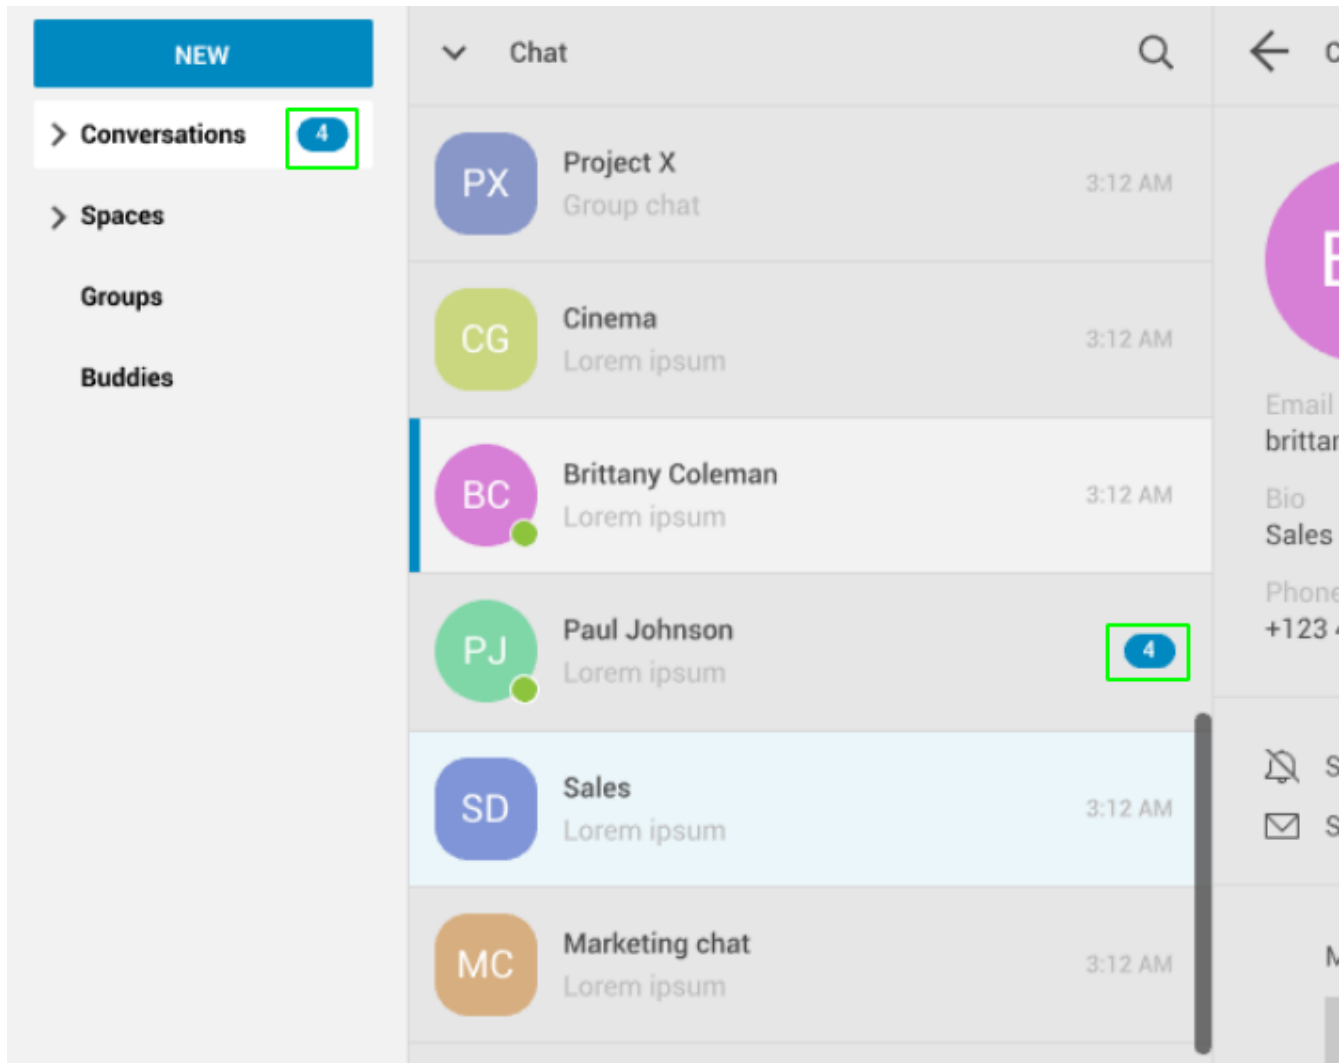 NEW
Conversations 4
Spaces
Groups
Buddies
Chat
PX
Project X
Group chat
3:12 AM
CG
Cinema
Lorem ipsum
3:12 AM
BC
Brittany Coleman
Lorem ipsum
3:12 AM
PJ
Paul Johnson
Lorem ipsum
4
SD
Sales
Lorem ipsum
3:12 AM
MC
Marketing chat
Lorem ipsum
3:12 AM
Email
Bio
Sales
Phone
+123